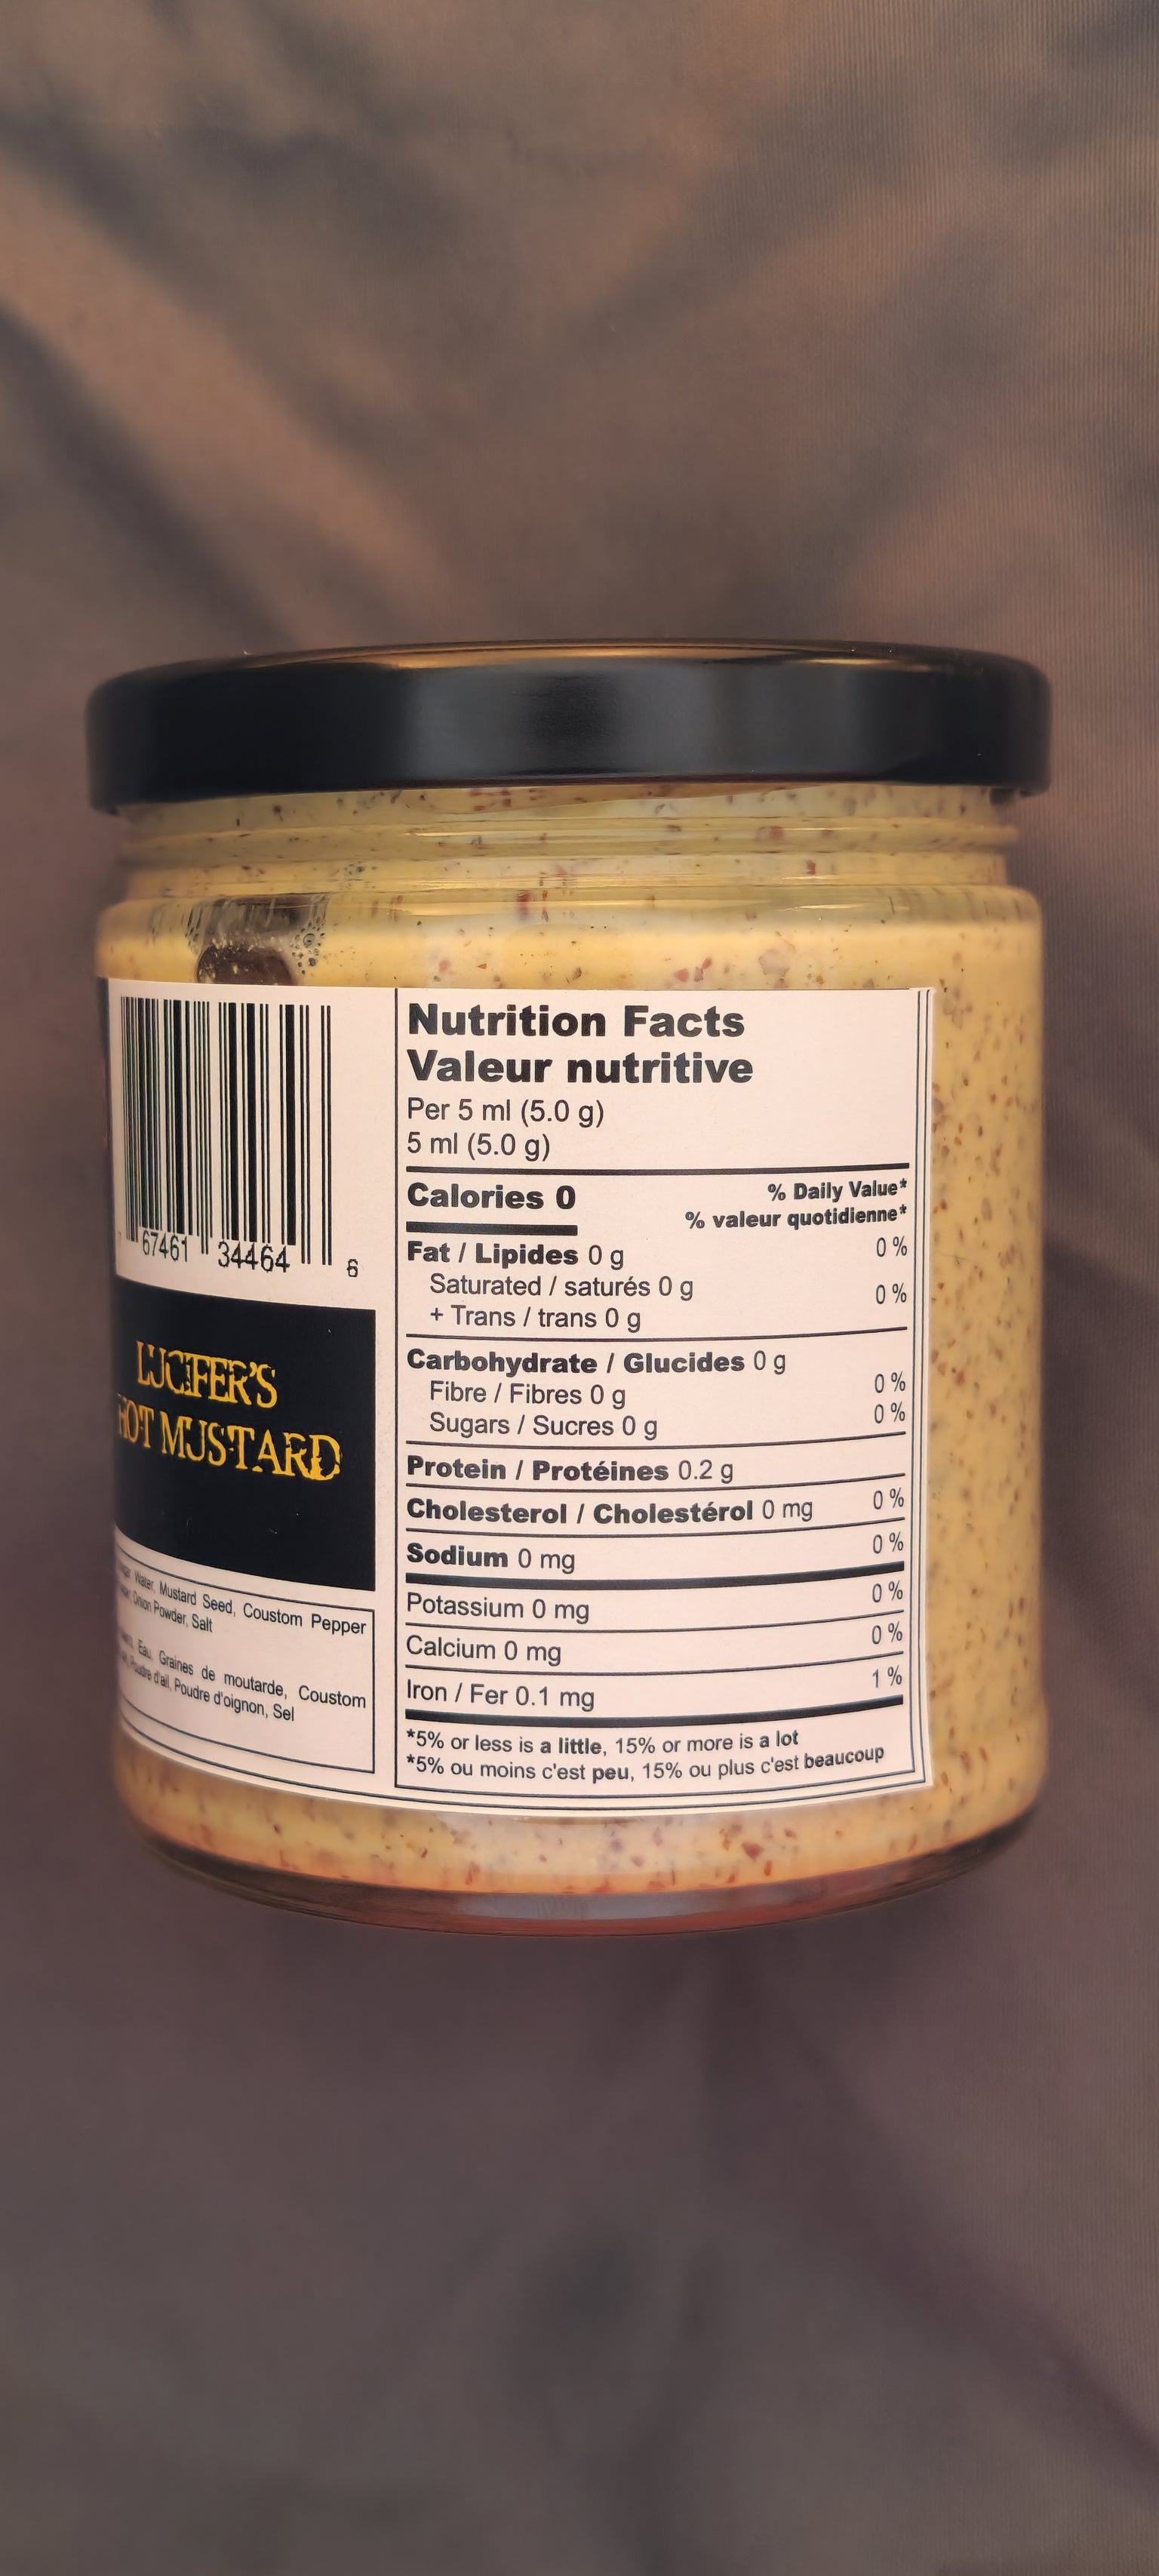 67461 34464 6
LUCIFER'S
HOT MUSTARD
Water, Mustard Seed, Coustom Pepper
Onion Powder, Salt
Eau, Graines de moutarde, Coustom
Poudre d'ail, Poudre d'oignon, Sel
Nutrition Facts
Valeur nutritive
Per 5 ml (5.0 g)
5 ml (5.0 g)
Calories 0
% Daily Value*
% valeur quotidienne*
Fat / Lipides 0 g 0 %
Saturated / saturés 0 g
+ Trans / trans 0 g 0 %
Carbohydrate / Glucides 0 g
Fibre / Fibres 0 g 0 %
Sugars / Sucres 0 g 0 %
Protein / Protéines 0.2 g
Cholesterol / Cholestérol 0 mg 0 %
Sodium 0 mg 0 %
Potassium 0 mg 0 %
Calcium 0 mg 0 %
Iron / Fer 0.1 mg 1 %
*5% or less is a little, 15% or more is a lot
*5% ou moins c'est peu, 15% ou plus c'est beaucoup